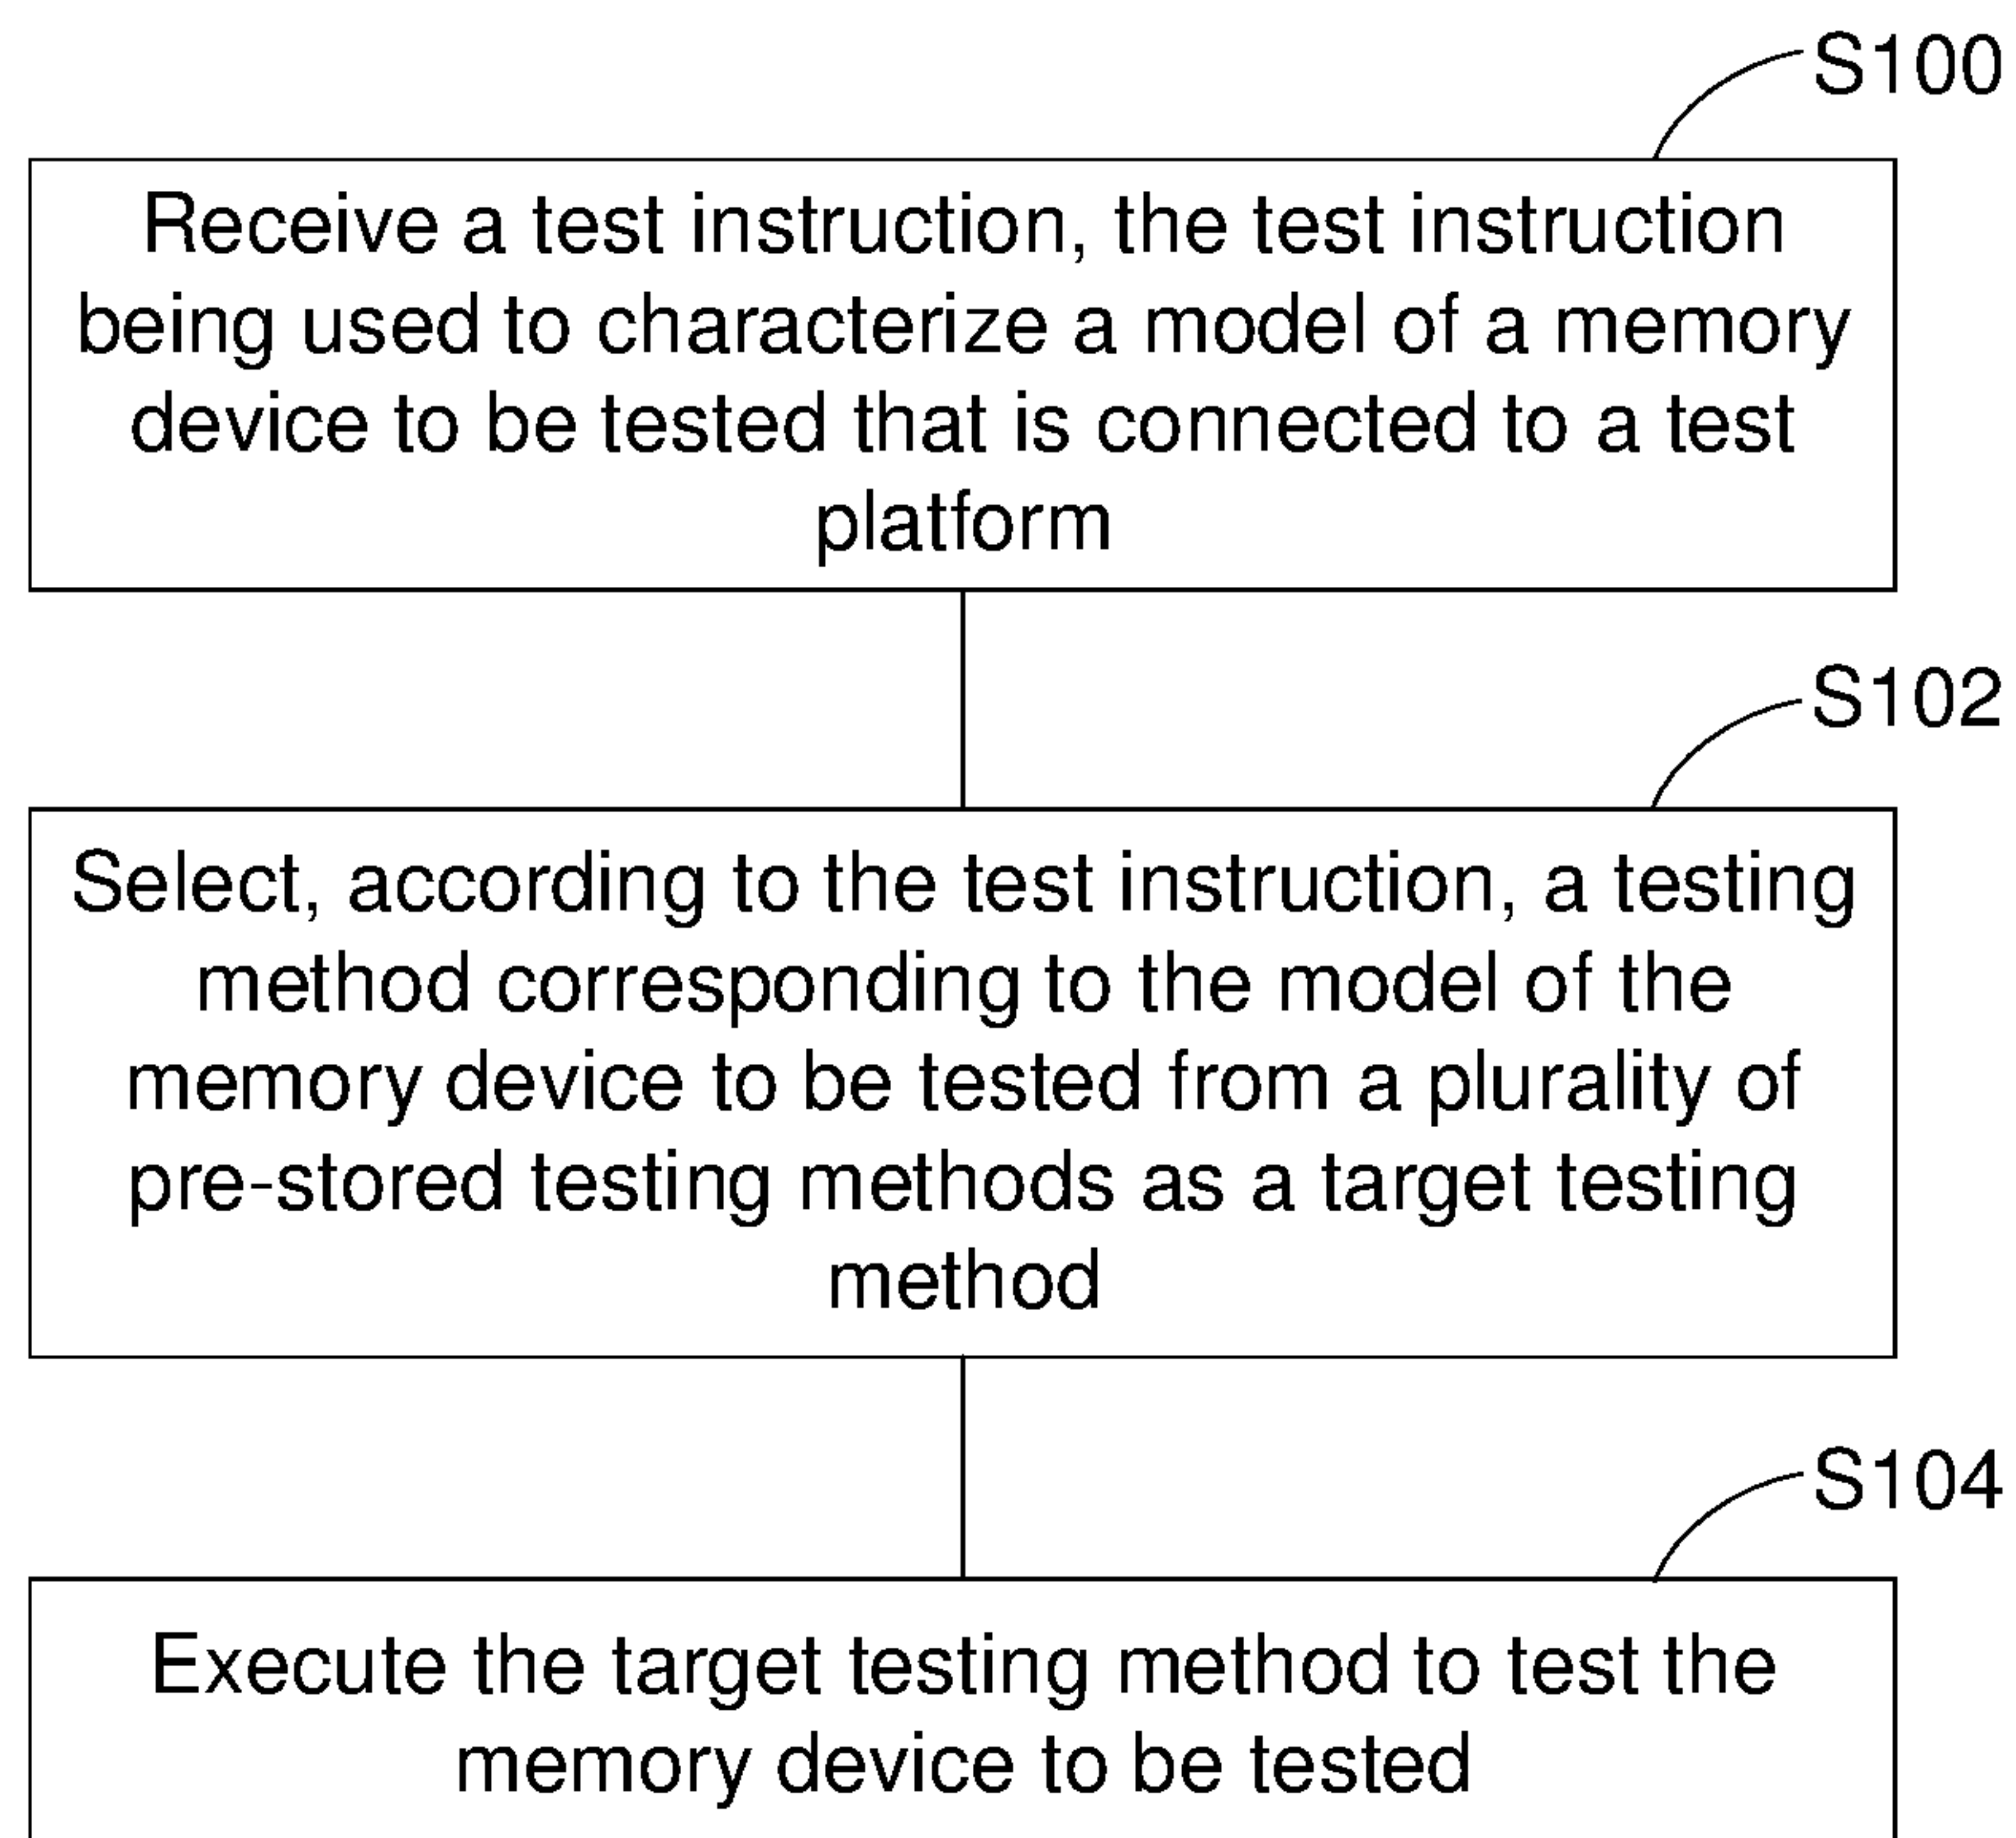 S100
Receive a test instruction, the test instruction
being used to characterize a model of a memory
device to be tested that is connected to a test
platform
S102
Select, according to the test instruction, a testing
method corresponding to the model of the
memory device to be tested from a plurality of
pre-stored testing methods as a target testing
method
S104
Execute the target testing method to test the
memory device to be tested